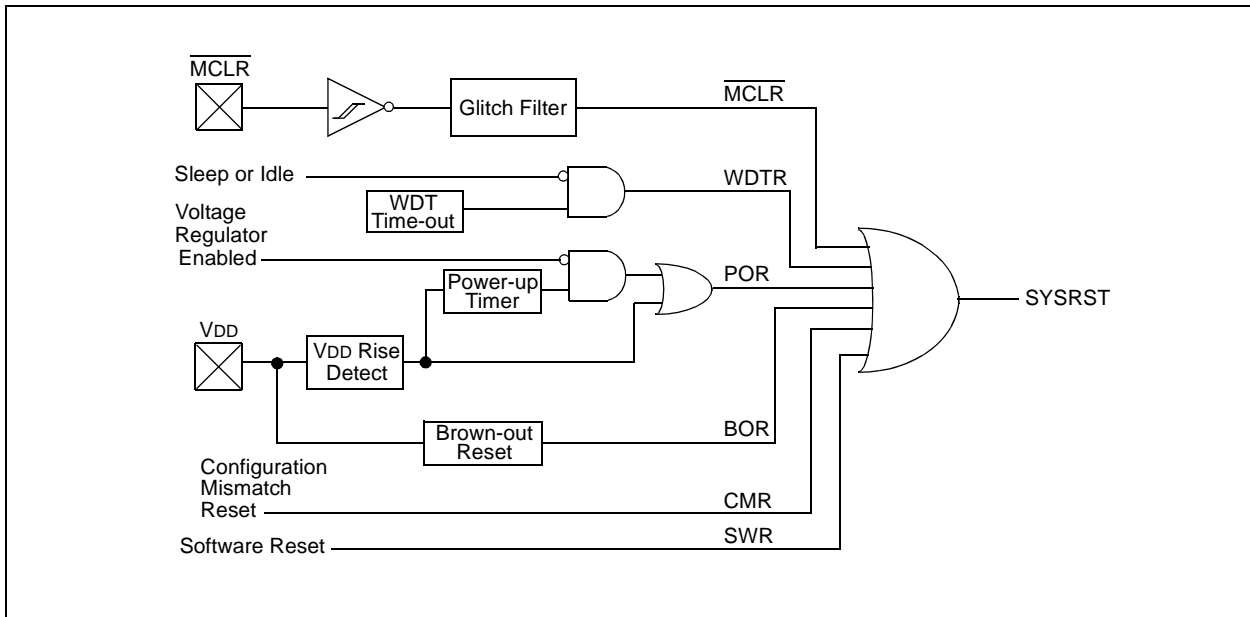 MCLR
Glitch Filter
MCLR
Sleep or Idle
WDT
Time-out
WDTR
Voltage
Regulator
Enabled
Power-up
Timer
POR
SYSRST
VDD
VDD Rise
Detect
Brown-out
Reset
BOR
Configuration
Mismatch
Reset
CMR
Software Reset
SWR